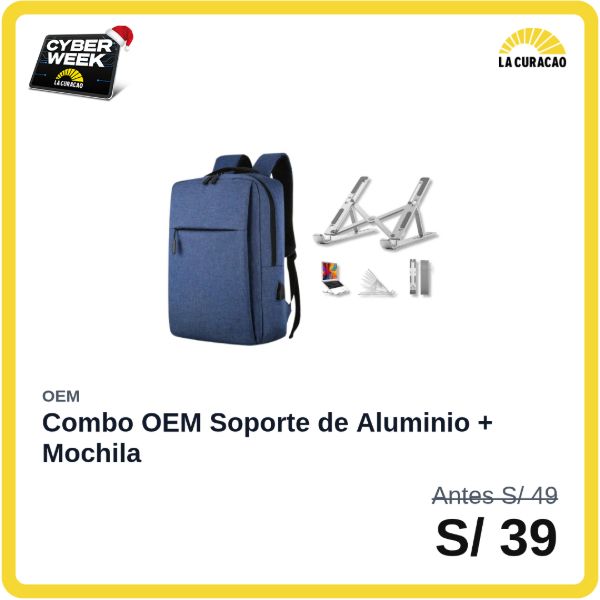 CYBER
WEEK
LA CURACAO
LA CURACAO
OEM
Combo OEM Soporte de Aluminio +
Mochila
Antes S/ 49
S/ 39